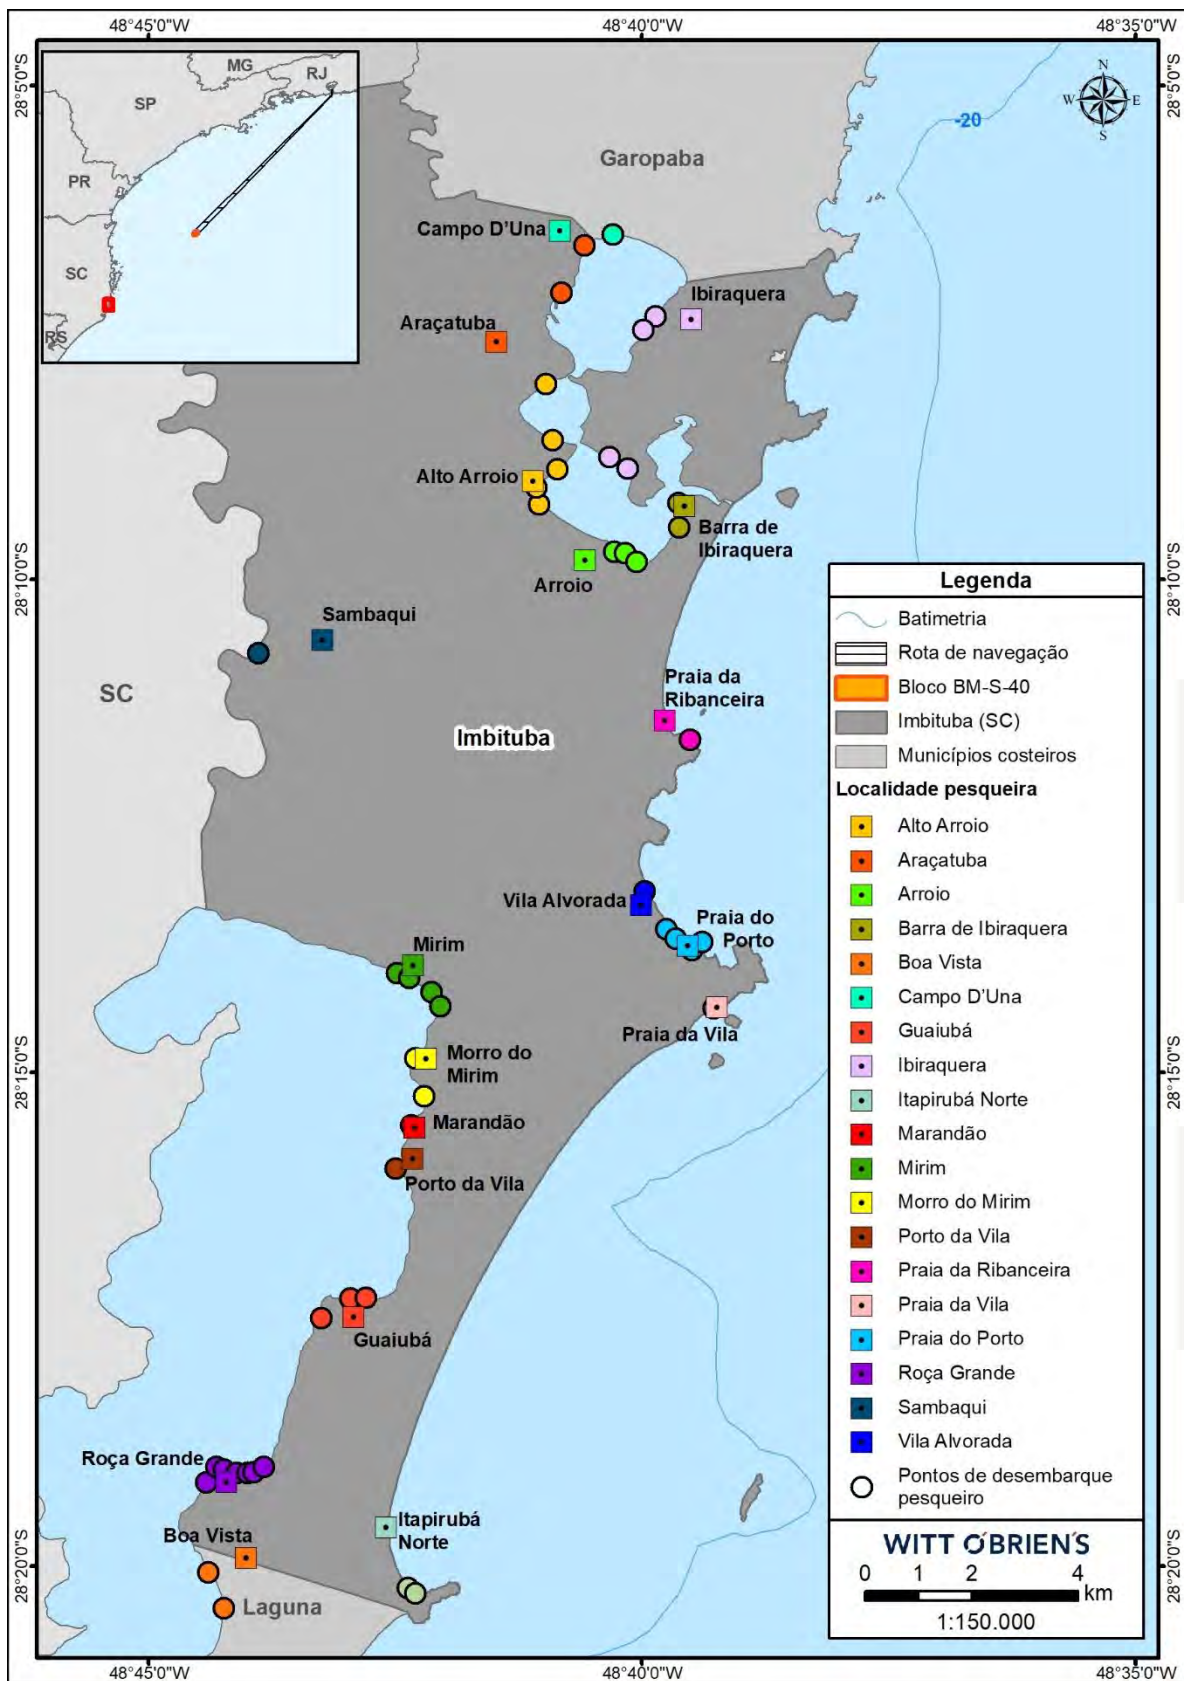 48°45'0"W
48°40'0"W
48°35'0"W
28°5'0"S
28°5'0"S
MG
RJ
SP
PR
SC
RS
N
W
E
S
-20
Garopaba
Campo D'Una
Ibiraquera
Araçatuba
Alto Arroio
Barra de
Ibiraquera
Arroio
28°10'0"S
28°10'0"S
Sambaqui
SC
Praia da
Ribanceira
Imbituba
Vila Alvorada
Praia do
Porto
Mirim
Praia da Vila
Morro do
Mirim
28°15'0"S
28°15'0"S
Marandão
Porto da Vila
Guaiubá
Roça Grande
Itapirubá
Norte
Boa Vista
28°20'0"S
28°20'0"S
Laguna
Legenda
Batimetria
Rota de navegação
Bloco BM-S-40
Imbituba (SC)
Municípios costeiros
Localidade pesqueira
Alto Arroio
Araçatuba
Arroio
Barra de Ibiraquera
Boa Vista
Campo D'Una
Guaiubá
Ibiraquera
Itapirubá Norte
Marandão
Mirim
Morro do Mirim
Porto da Vila
Praia da Ribanceira
Praia da Vila
Praia do Porto
Roça Grande
Sambaqui
Vila Alvorada
Pontos de desembarque
pesqueiro
WITT O'BRIEN'S
0 1 2 4
km
1:150.000
48°45'0"W
48°40'0"W
48°35'0"W